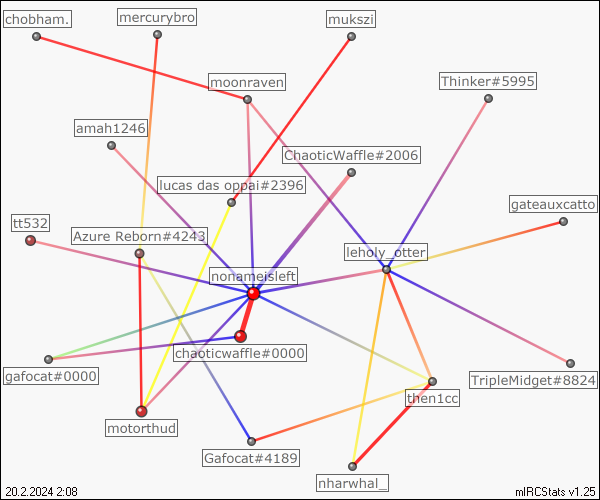 chobham.
mercurybro
mukszi
moonraven
Thinker#5995
amah1246
ChaoticWaffle#2006
lucas das oppai#2396
gateauxcatto
tt532
Azure Reborn#4243
leholy_otter
nonameisleft
chaoticwaffle#0000
gafocat#0000
TripleMidget#8824
then1cc
motorthud
Gafocat#4189
nharwhal_
20.2.2024 2:08
mIRCStats v1.25